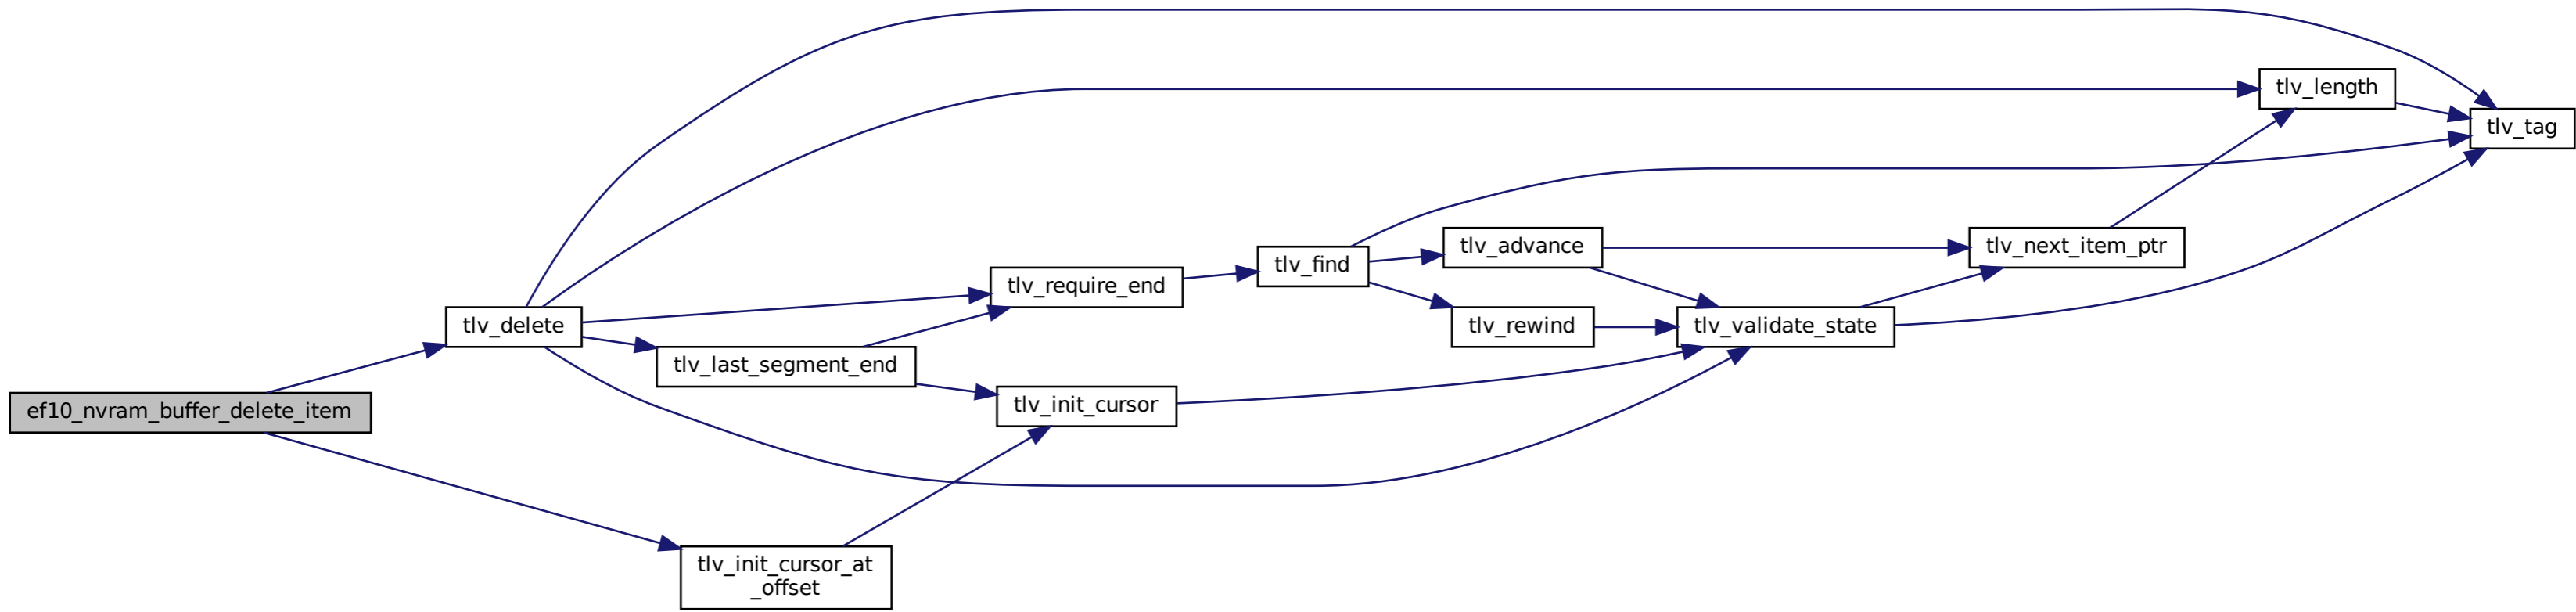 tlv_length
tlv_tag
tlv_advance
tlv_next_item_ptr
tlv_find
tlv_require_end
tlv_delete
tlv_rewind
tlv_validate_state
tlv_last_segment_end
tlv_init_cursor
ef10_nvram_buffer_delete_item
tlv_init_cursor_at
_offset